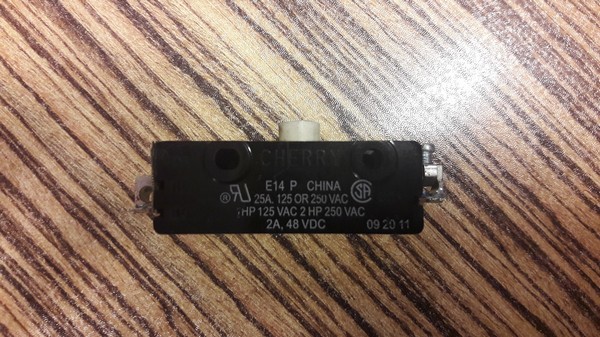 CHERRY
E14 P CHINA
25A, 125 OR 250 VAC
1HP 125 VAC 2 HP 250 VAC
2A, 48 VDC 09 20 11